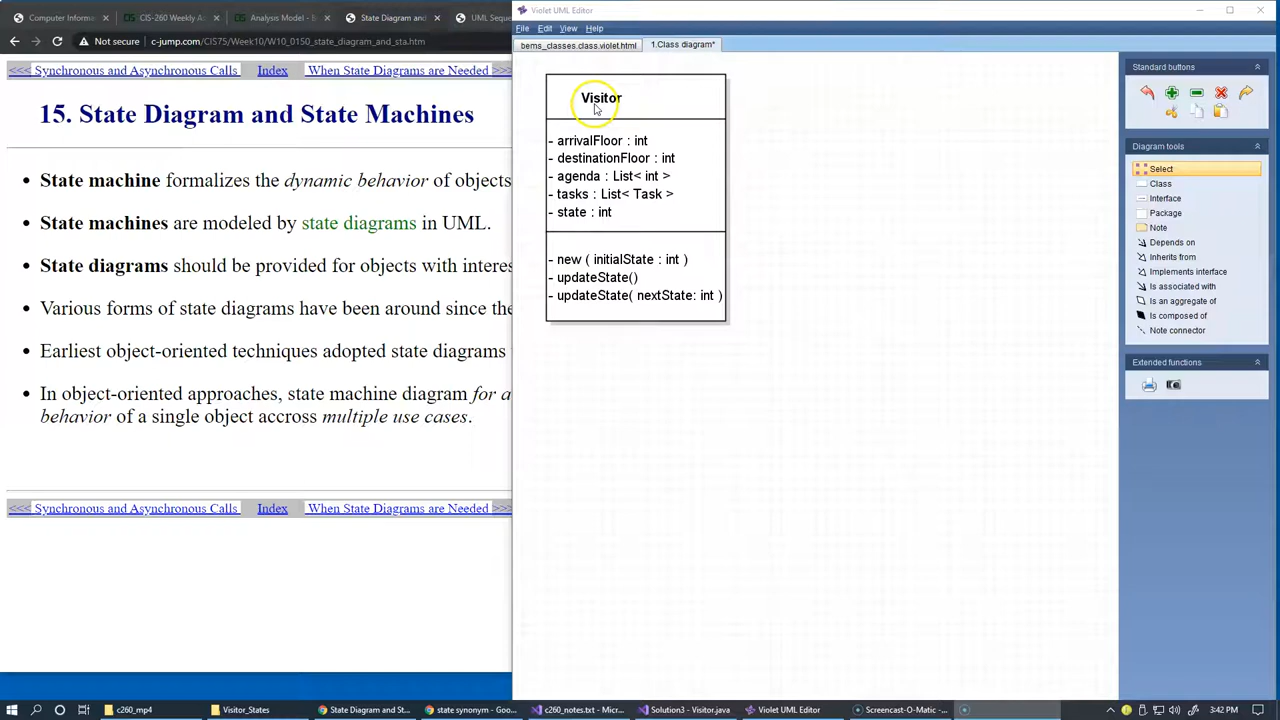 Computer Informa
CIS-260 Weekly As
Analysis Model - B
State Diagram and
UML Sequen
Not secure
c-jump.com/CIS75/Week10/W10_0150_state_diagram_and_sta.htm
<<< Synchronous and Asynchronous Calls Index When State Diagrams are Needed >>>
15. State Diagram and State Machines
State machine formalizes the dynamic behavior of objects
State machines are modeled by state diagrams in UML.
State diagrams should be provided for objects with interes
Various forms of state diagrams have been around since the
Earliest object-oriented techniques adopted state diagrams
In object-oriented approaches, state machine diagram for a
behavior of a single object accross multiple use cases.
<<< Synchronous and Asynchronous Calls Index When State Diagrams are Needed >>>
Violet UML Editor
File Edit View Help
bems_classes.class.violet.html
1.Class diagram*
Visitor
- arrivalFloor : int
- destinationFloor : int
- agenda : List< int >
- tasks : List< Task >
- state : int
- new ( initialState : int )
- updateState()
- updateState( nextState: int )
Standard buttons
Diagram tools
Select
Class
Interface
Package
Note
Depends on
Inherits from
Implements interface
Is associated with
Is an aggregate of
Is composed of
Note connector
Extended functions
c260_mp4
Visitor_States
State Diagram and St...
state synonym - Goo...
c260_notes.txt - Micr...
Solution3 - Visitor.java
Violet UML Editor
Screencast-O-Matic -...
3:42 PM